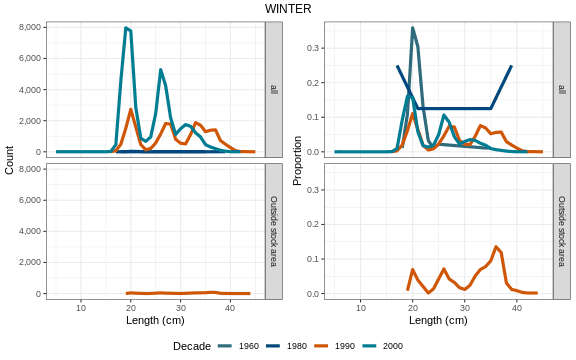 WINTER
Count
8,000
6,000
4,000
2,000
0
all
8,000
6,000
4,000
2,000
0
Outside stock area
10 20 30 40
Length (cm)
Proportion
0.3
0.2
0.1
0.0
all
0.3
0.2
0.1
0.0
Outside stock area
10 20 30 40
Length (cm)
Decade 1960 1980 1990 2000